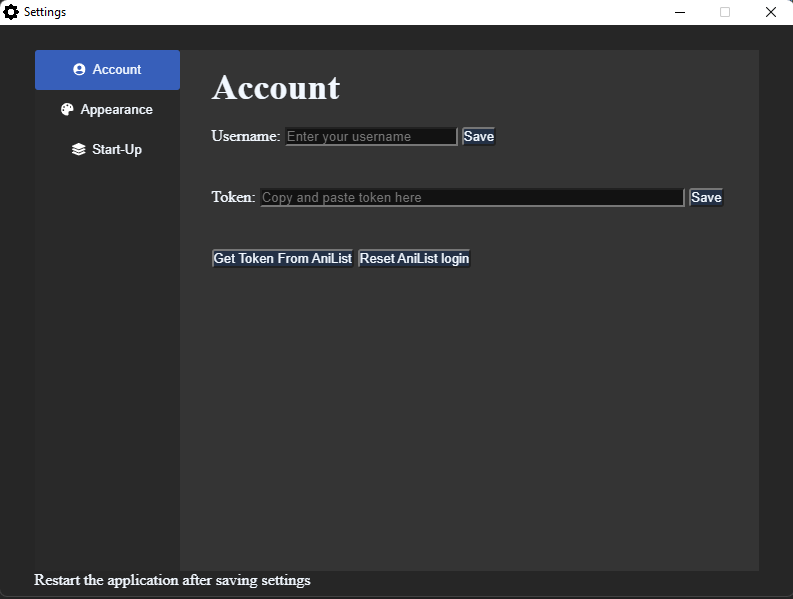 Settings
Account
Appearance
Start-Up
Account
Username: Enter your username Save
Token: Copy and paste token here Save
Get Token From AniList Reset AniList login
Restart the application after saving settings